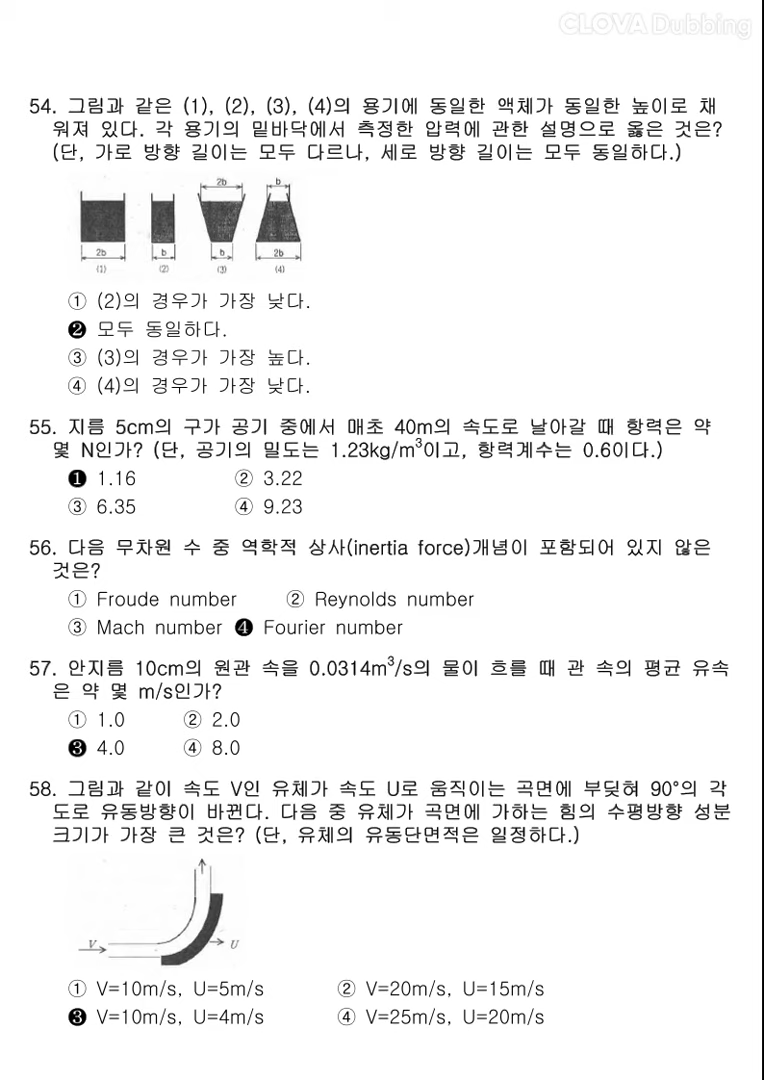 CLOVA Dubbing
54. 그림과 같은 (1), (2), (3), (4)의 용기에 동일한 액체가 동일한 높이로 채
워져 있다. 각 용기의 밑바닥에서 측정한 압력에 관한 설명으로 옳은 것은?
(단, 가로 방향 길이는 모두 다르나, 세로 방향 길이는 모두 동일하다.)
2b b
2b b b 2b
(1) (2) (3) (4)
① (2)의 경우가 가장 낮다.
❷ 모두 동일하다.
③ (3)의 경우가 가장 높다.
④ (4)의 경우가 가장 낮다.
55. 지름 5cm의 구가 공기 중에서 매초 40m의 속도로 날아갈 때 항력은 약
몇 N인가? (단, 공기의 밀도는 1.23kg/m³이고, 항력계수는 0.6이다.)
❶ 1.16 ② 3.22
③ 6.35 ④ 9.23
56. 다음 무차원 수 중 역학적 상사(inertia force)개념이 포함되어 있지 않은
것은?
① Froude number ② Reynolds number
③ Mach number ❹ Fourier number
57. 안지름 10cm의 원관 속을 0.0314m³/s의 물이 흐를 때 관 속의 평균 유속
은 약 몇 m/s인가?
① 1.0 ② 2.0
❸ 4.0 ④ 8.0
58. 그림과 같이 속도 V인 유체가 속도 U로 움직이는 곡면에 부딪혀 90°의 각
도로 유동방향이 바뀐다. 다음 중 유체가 곡면에 가하는 힘의 수평방향 성분
크기가 가장 큰 것은? (단, 유체의 유동단면적은 일정하다.)
V U
① V=10m/s, U=5m/s ② V=20m/s, U=15m/s
❸ V=10m/s, U=4m/s ④ V=25m/s, U=20m/s